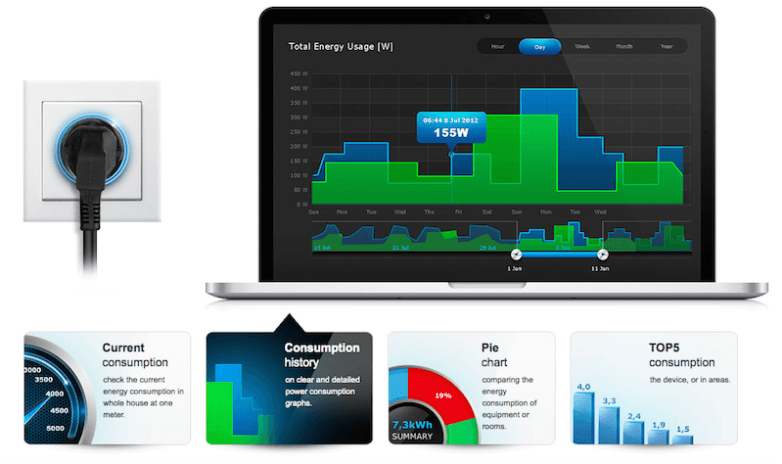 Total Energy Usage [W]
Hour Day Week Month Year
450 W
400 W
350 W
300 W
250 W
200 W
150 W
100 W
50 W
0 W
06:44 8 Jul 2012
155W
Sun Mon Tue Wed Thu Fri Sat Sun Mon Tue Wed
15 Jul 22 Jul 29 Jul
1 Jun 11 Jun
Current
consumption
check the current
energy consumption in
whole house at one
meter.
3000
3500
4000
4500
5000
Consumption
history
on clear and detailed
power consumption
graphs.
Pie
chart
comparing the
energy
consumption of
equipment or
rooms.
19%
7,3kWh
SUMMARY
TOP5
consumption
the device, or in areas.
4,0
3,3
2,4
1,9
1,5